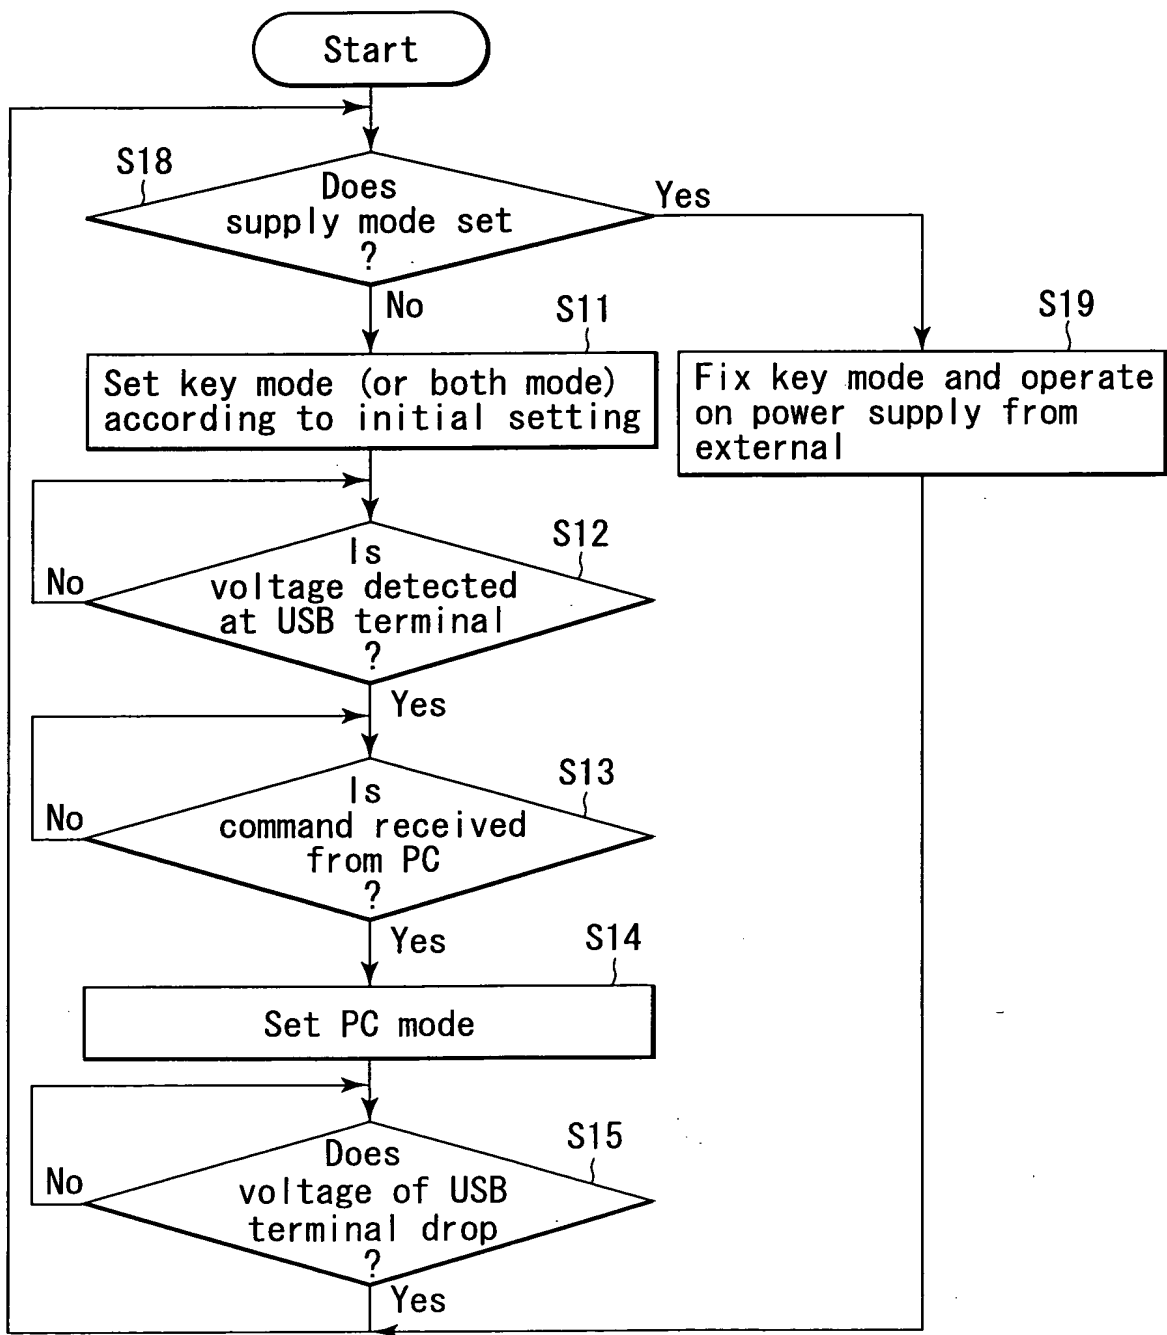 Start
S18
Does
supply mode set
?
Yes
No
S11
Set key mode (or both mode)
according to initial setting
S19
Fix key mode and operate
on power supply from
external
S12
Is
voltage detected
at USB terminal
?
No
Yes
S13
Is
command received
from PC
?
No
Yes
S14
Set PC mode
S15
Does
voltage of USB
terminal drop
?
No
Yes